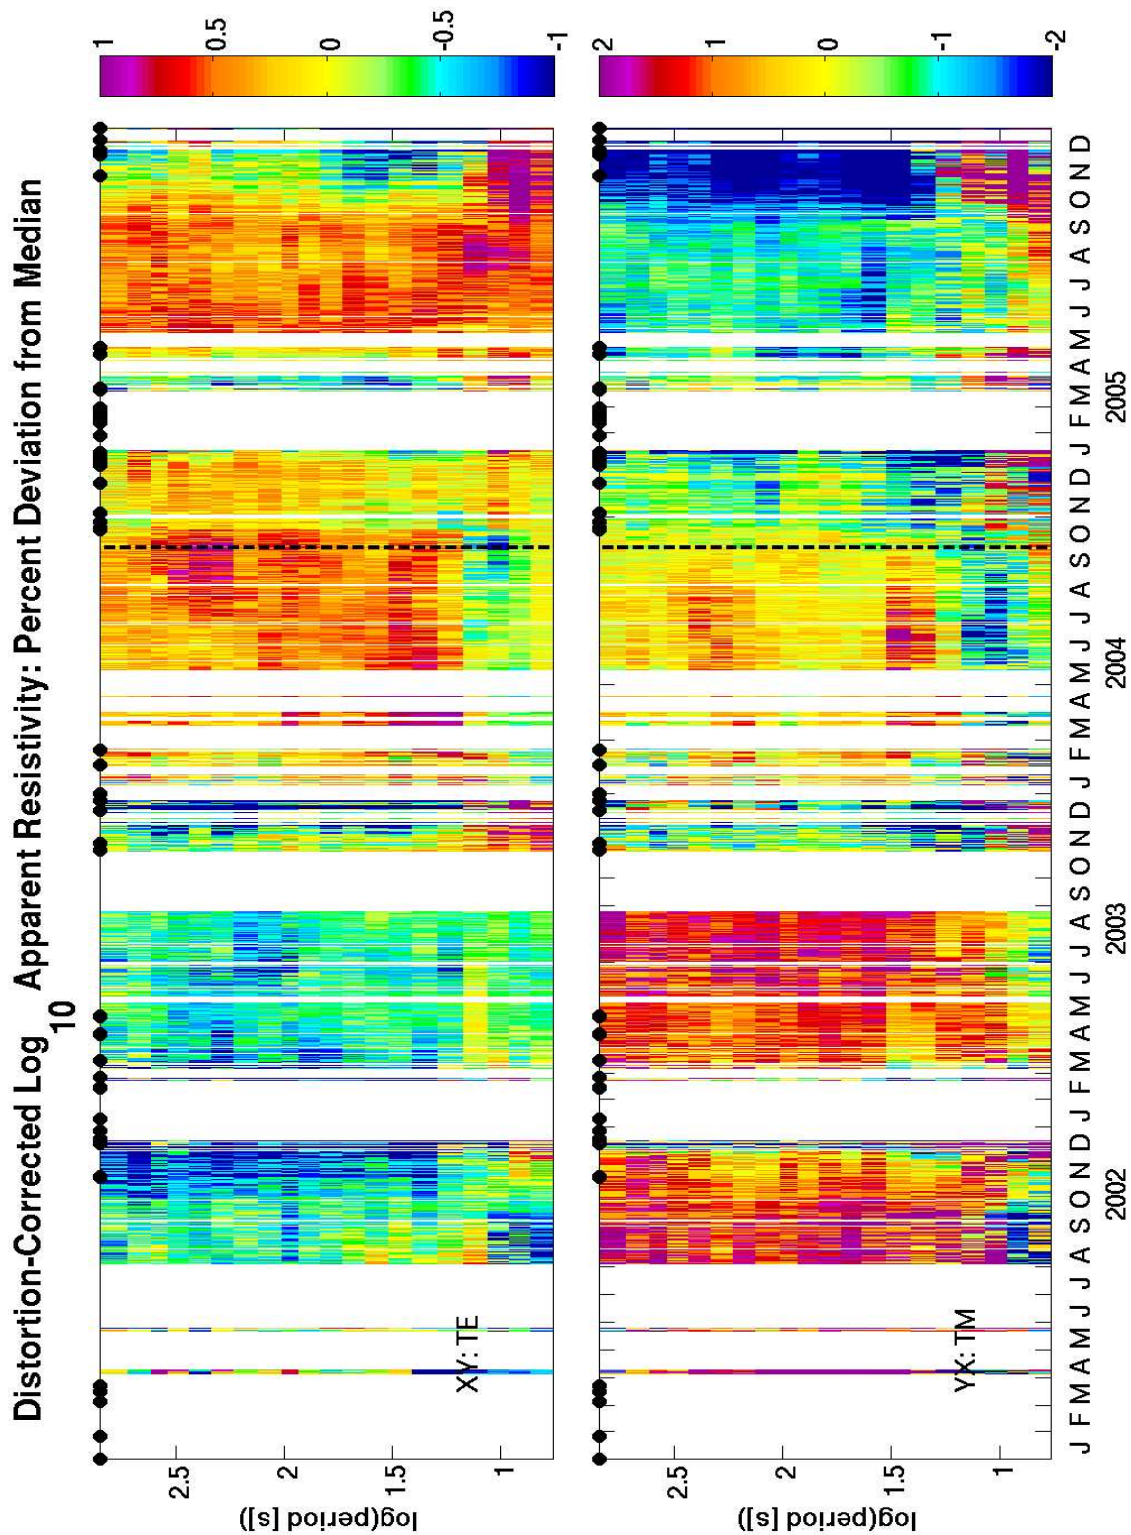 Distortion-Corrected Log10 Apparent Resistivity: Percent Deviation from Median
log(period [s])
2.5
2
1.5
1
XY: TE
1
0.5
0
-0.5
-1
log(period [s])
2.5
2
1.5
1
YX: TM
2
1
0
-1
-2
J F M A M J J A S O N D J F M A M J J A S O N D J F M A M J J A S O N D J F M A M J J A S O N D
2002 2003 2004 2005